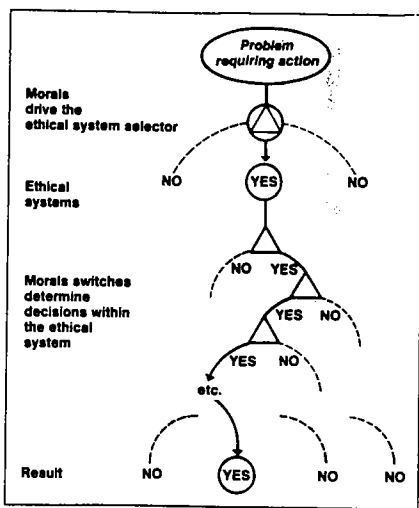 Problem
requiring action
Morals
drive the
ethical system selector
NO
YES
NO
Ethical
systems
NO YES
Morals switches
determine
decisions within
the ethical
system
YES NO
YES NO
etc.
Result
NO YES NO NO